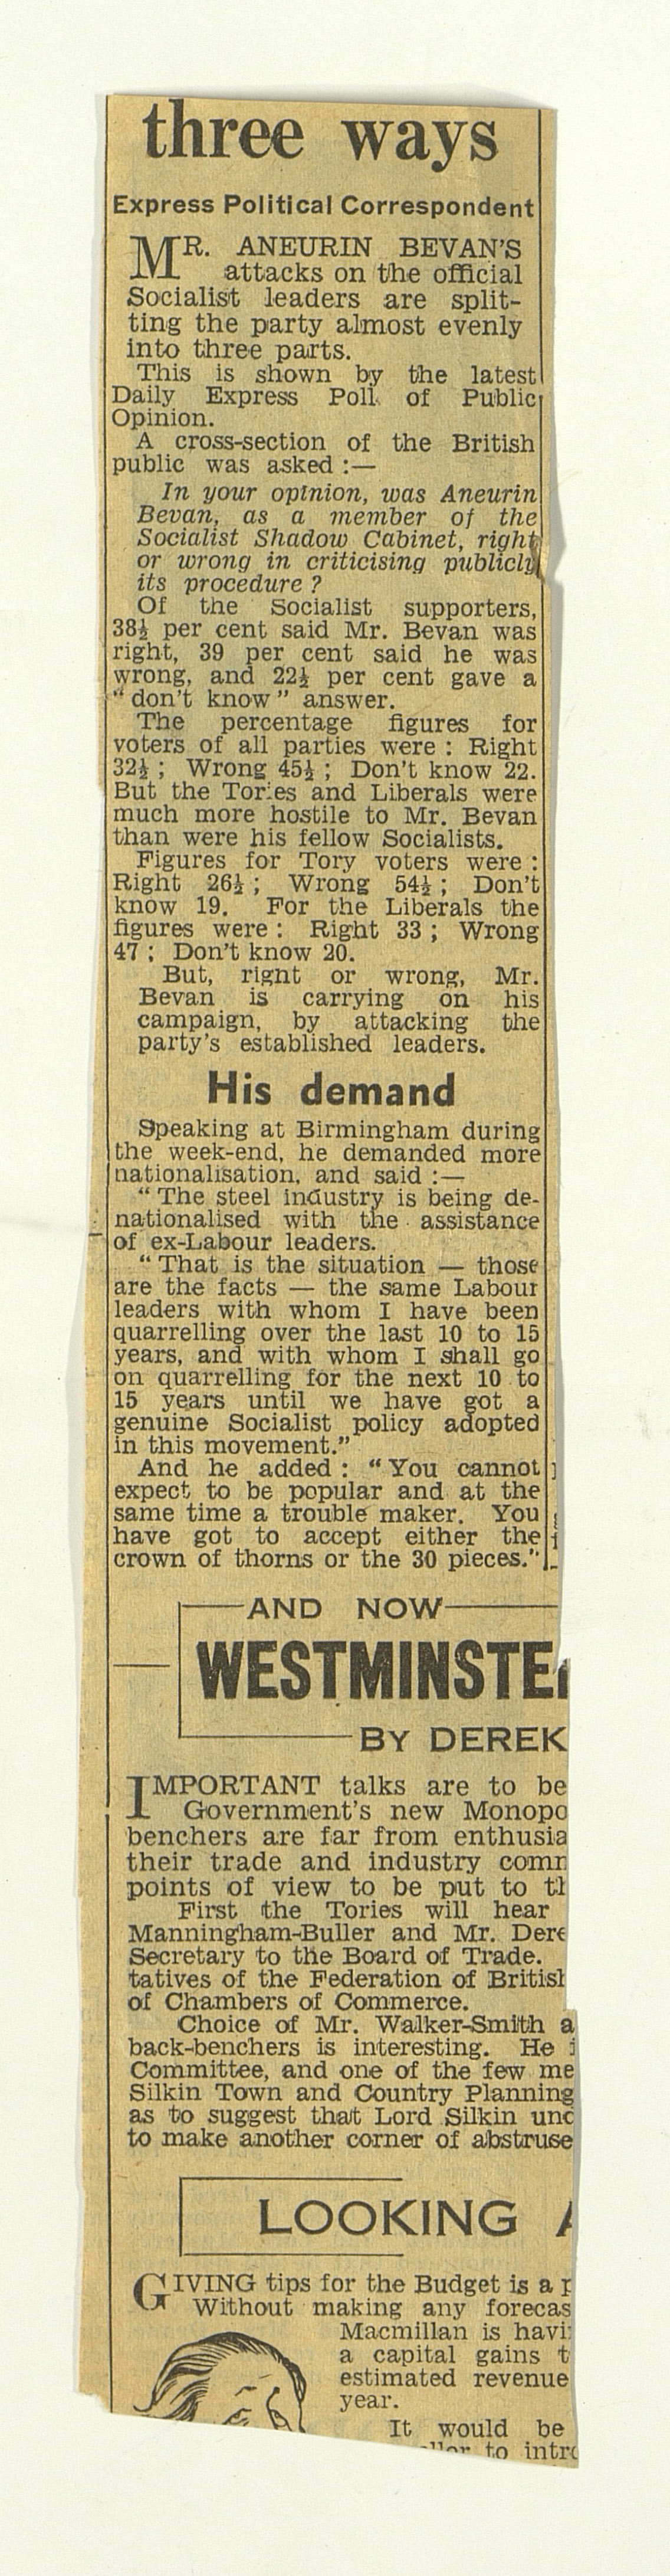 three ways
Express Political Correspondent
MR. ANEURIN BEVAN'S
attacks on the official
Socialist leaders are split-
ting the party almost evenly
into three parts.
This is shown by the latest
Daily Express Poll of Public
Opinion.
A cross-section of the British
public was asked :—
In your opinion, was Aneurin
Bevan, as a member of the
Socialist Shadow Cabinet, right
or wrong in criticising publicly
its procedure ?
Of the Socialist supporters,
38½ per cent said Mr. Bevan was
right, 39 per cent said he was
wrong, and 22½ per cent gave a
" don't know " answer.
The percentage figures for
voters of all parties were : Right
32½ ; Wrong 45½ ; Don't know 22.
But the Tories and Liberals were
much more hostile to Mr. Bevan
than were his fellow Socialists.
Figures for Tory voters were :
Right 26½ ; Wrong 54½ ; Don't
know 19. For the Liberals the
figures were : Right 33 ; Wrong
47 ; Don't know 20.
But, right or wrong, Mr.
Bevan is carrying on his
campaign, by attacking the
party's established leaders.
His demand
Speaking at Birmingham during
the week-end, he demanded more
nationalisation, and said :—
" The steel industry is being de-
nationalised with the assistance
of ex-Labour leaders.
" That is the situation — those
are the facts — the same Labour
leaders with whom I have been
quarrelling over the last 10 to 15
years, and with whom I shall go
on quarrelling for the next 10 to
15 years until we have got a
genuine Socialist policy adopted
in this movement."
And he added : " You cannot
expect to be popular and at the
same time a trouble maker. You
have got to accept either the
crown of thorns or the 30 pieces."
AND NOW
WESTMINSTE
BY DEREK
IMPORTANT talks are to be
Government's new Monopo
benchers are far from enthusia
their trade and industry com
points of view to be put to t
First the Tories will hear
Manningham-Buller and Mr. Dere
Secretary to the Board of Trade.
tatives of the Federation of Britis
of Chambers of Commerce.
Choice of Mr. Walker-Smith a
back-benchers is interesting. He i
Committee, and one of the few me
Silkin Town and Country Planning
as to suggest that Lord Silkin und
to make another corner of abstruse
LOOKING A
GIVING tips for the Budget is a p
Without making any forecas
Macmillan is havi
a capital gains t
estimated revenue
year.
It would be
to intro